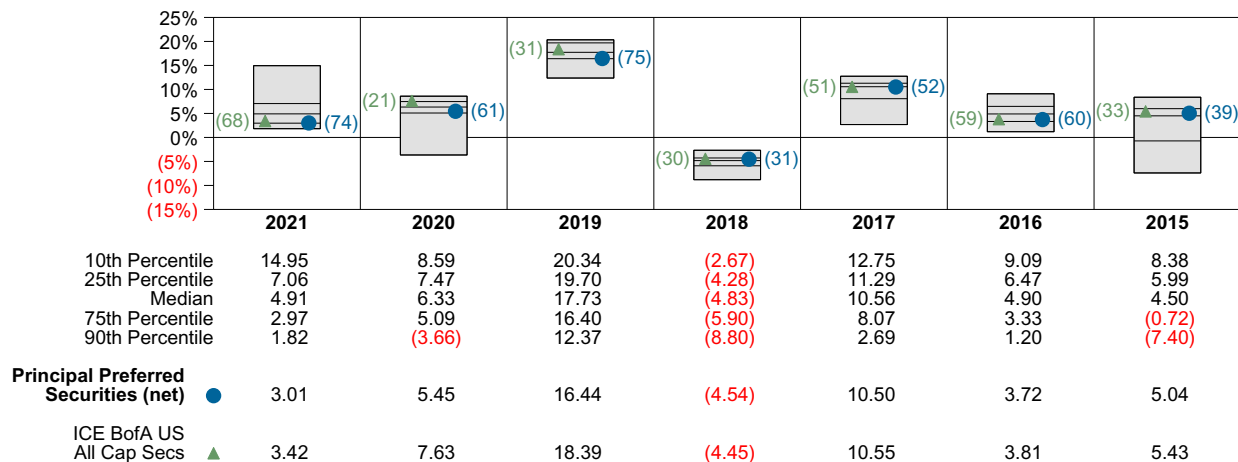 25%
20%
15%
10%
5%
0%
(5%)
(10%)
(15%)
(68) (74)
(21) (61)
(31) (75)
(30) (31)
(51) (52)
(59) (60)
(33) (39)
2021 2020 2019 2018 2017 2016 2015
10th Percentile 14.95 8.59 20.34 (2.67) 12.75 9.09 8.38
25th Percentile 7.06 7.47 19.70 (4.28) 11.29 6.47 5.99
Median 4.91 6.33 17.73 (4.83) 10.56 4.90 4.50
75th Percentile 2.97 5.09 16.40 (5.90) 8.07 3.33 (0.72)
90th Percentile 1.82 (3.66) 12.37 (8.80) 2.69 1.20 (7.40)
Principal Preferred
Securities (net) 3.01 5.45 16.44 (4.54) 10.50 3.72 5.04
ICE BofA US
All Cap Secs 3.42 7.63 18.39 (4.45) 10.55 3.81 5.43